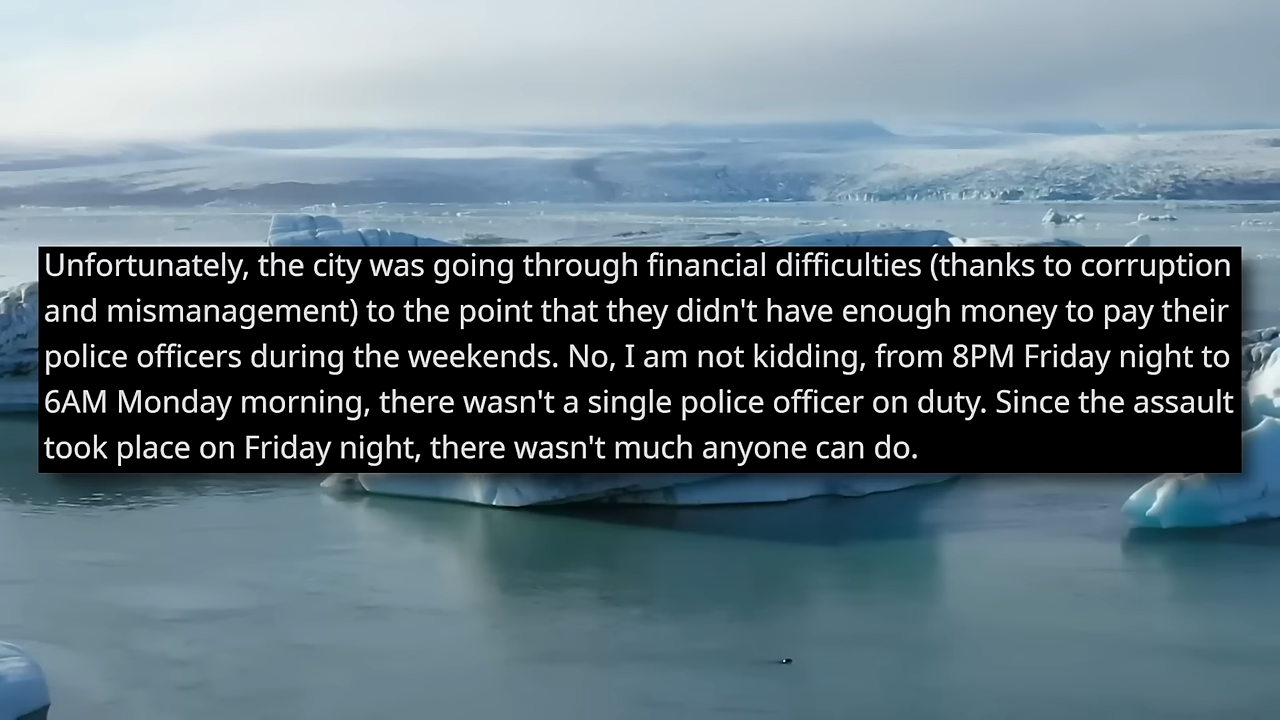 Unfortunately, the city was going through financial difficulties (thanks to corruption
and mismanagement) to the point that they didn't have enough money to pay their
police officers during the weekends. No, I am not kidding, from 8PM Friday night to
6AM Monday morning, there wasn't a single police officer on duty. Since the assault
took place on Friday night, there wasn't much anyone can do.